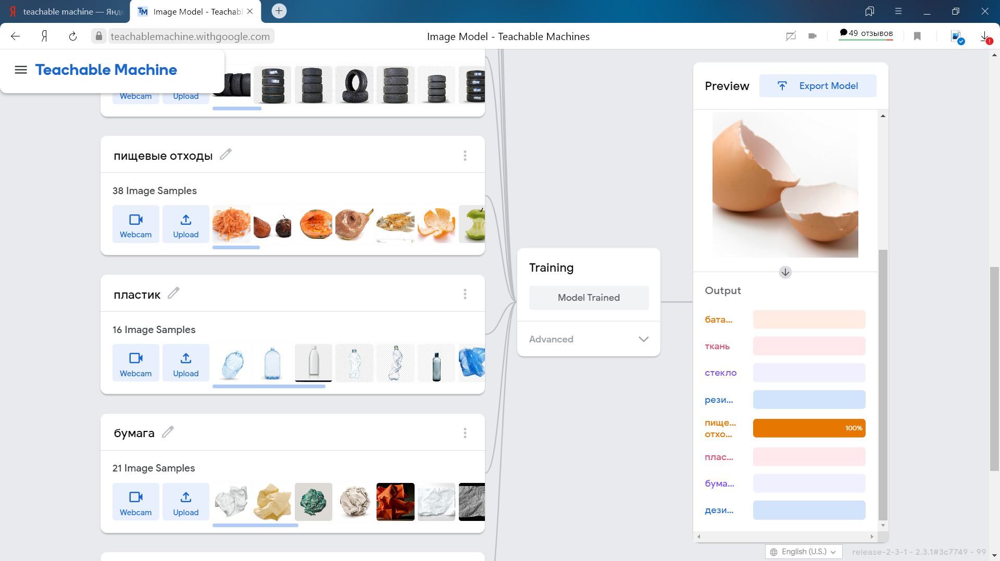 teachable machine — Янде
Image Model - Teachabl
teachablemachine.withgoogle.com
Image Model - Teachable Machines
49 отзывов
Teachable Machine
Webcam
Upload
пищевые отходы
38 Image Samples
Webcam
Upload
пластик
16 Image Samples
Webcam
Upload
бумага
21 Image Samples
Webcam
Upload
Training
Model Trained
Advanced
Preview
Export Model
Output
бата...
ткань
стекло
рези...
пище...
отхо...
100%
плас...
бума...
дези...
English (U.S.)
release-2-3-1 - 2.3.1#3c7749 - 99